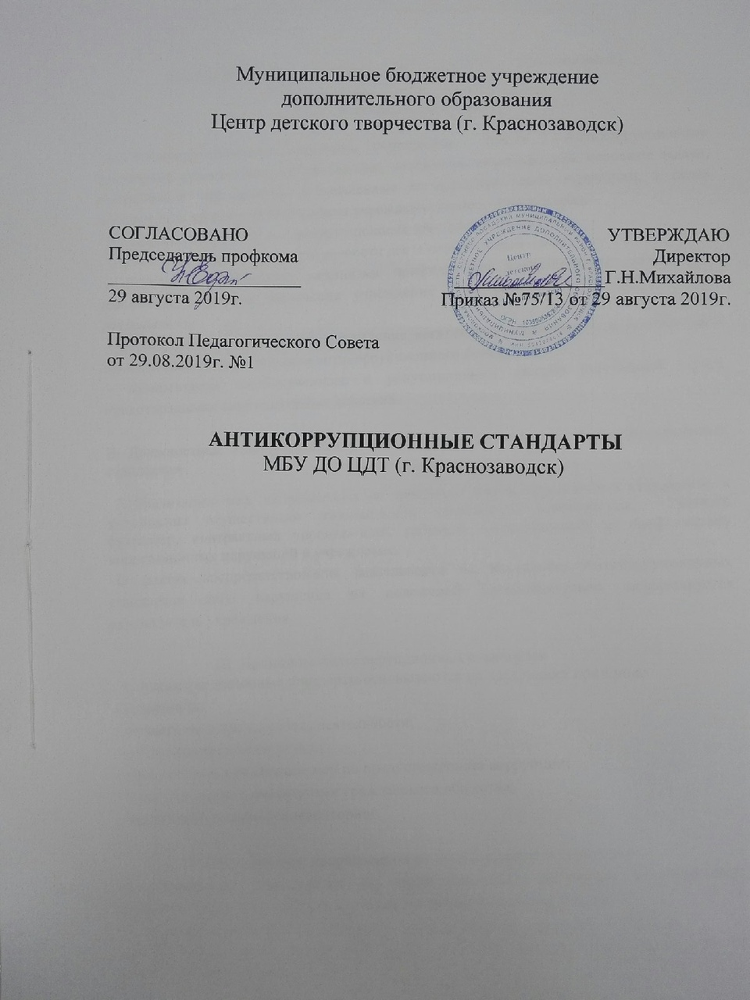 Муниципальное бюджетное учреждение
дополнительного образования
Центр детского творчества (г. Краснозаводск)
СОГЛАСОВАНО
Председатель профкома
29 августа 2019г.
Протокол Педагогического Совета
от 29.08.2019г. №1
УТВЕРЖДАЮ
Директор
Г.Н.Михайлова
Приказ №75/13 от 29 августа 2019г.
Центр
детского
АНТИКОРРУПЦИОННЫЕ СТАНДАРТЫ
МБУ ДО ЦДТ (г. Краснозаводск)